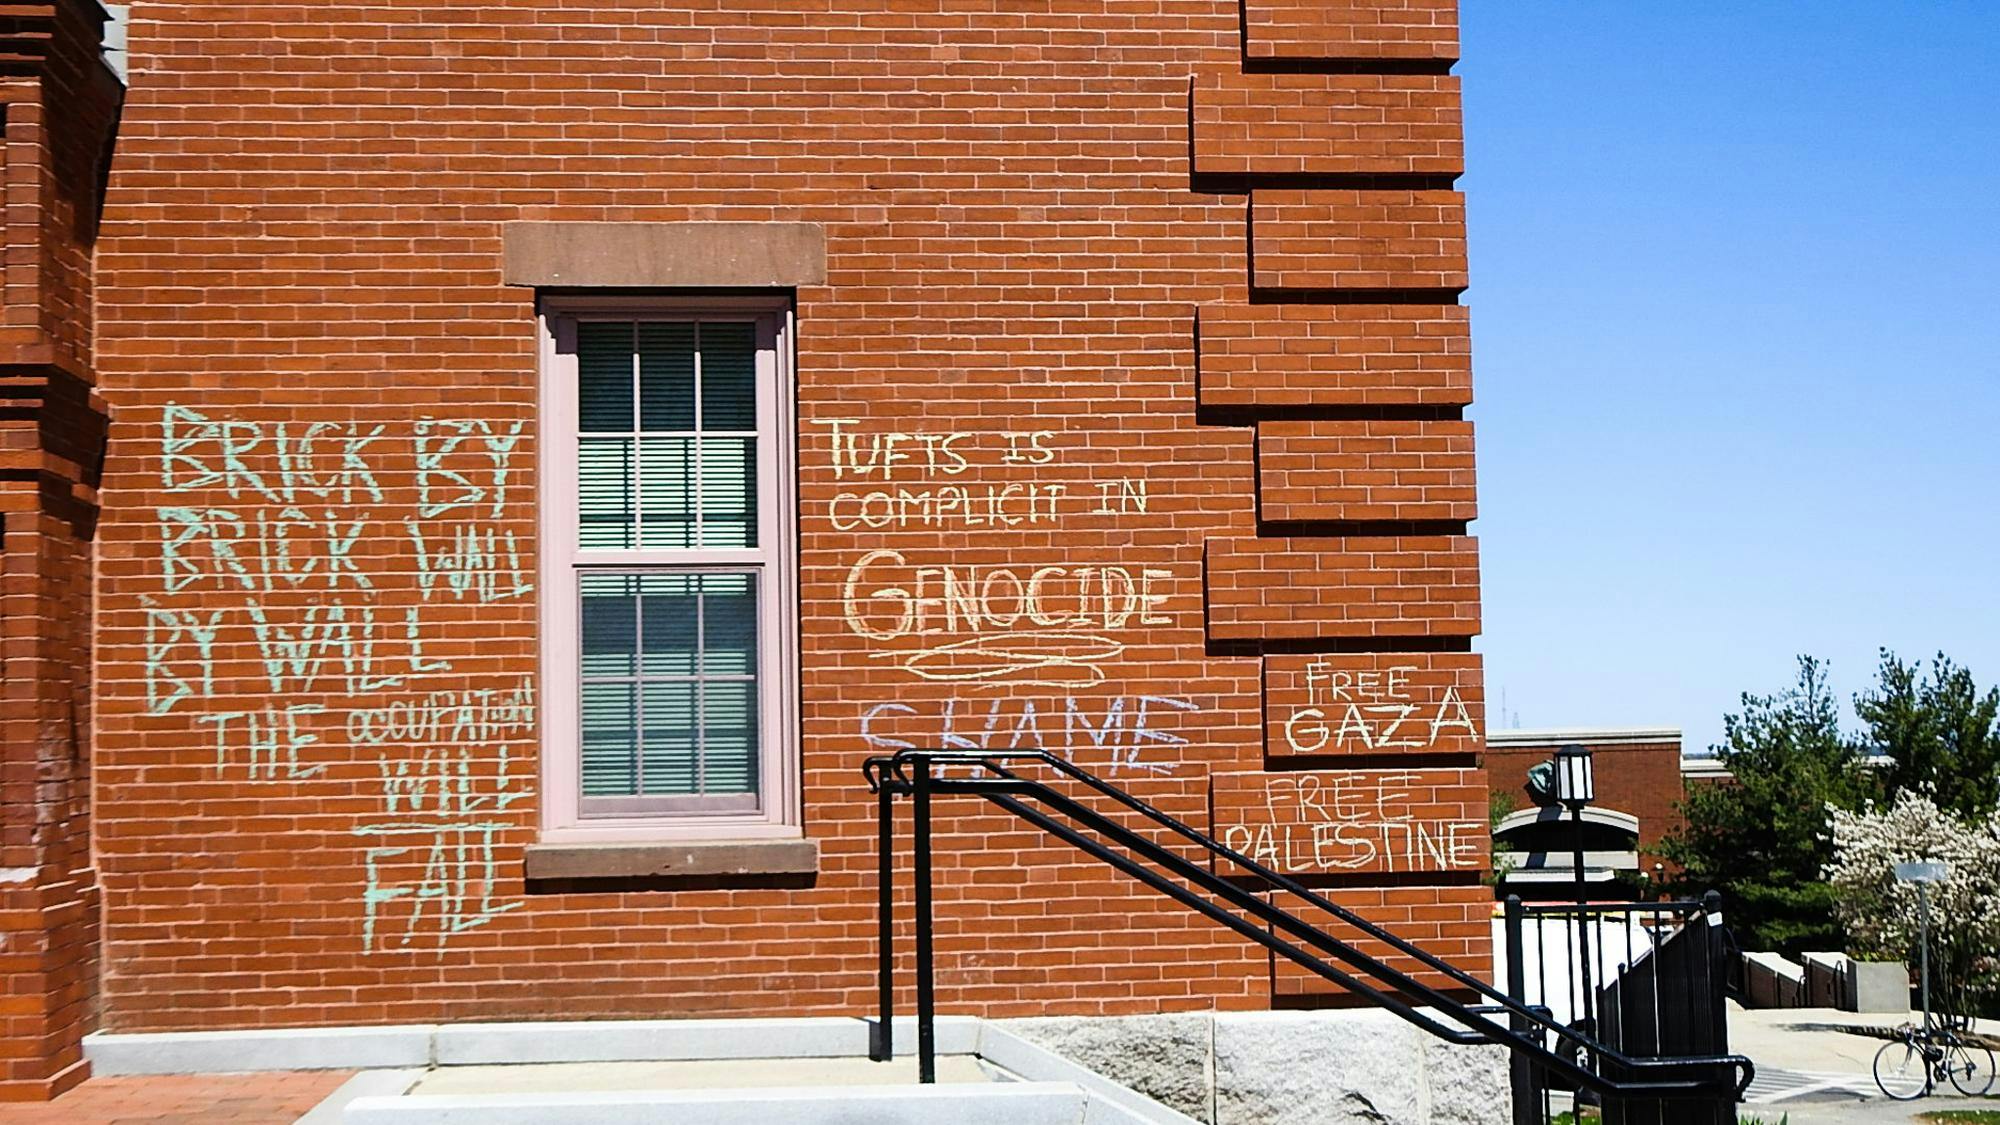 BRICK BY
BRICK WALL
BY WALL
THE OCCUPATION
WILL
FALL
TUFTS IS
COMPLICIT IN
GENOCIDE
SHAME
FREE
GAZA
FREE
PALESTINE